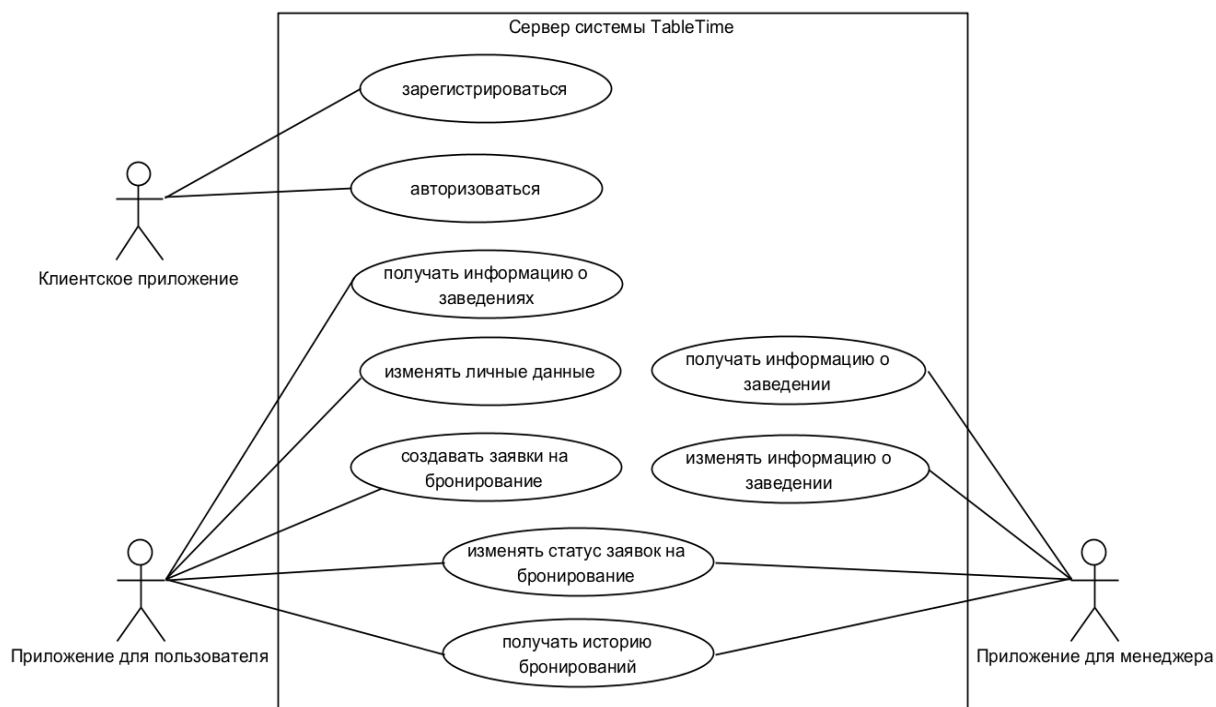 Сервер системы TableTime
зарегистрироваться
авторизоваться
Клиентское приложение
получать информацию о
заведениях
изменять личные данные
получать информацию о
заведении
создавать заявки на
бронирование
изменять информацию о
заведении
изменять статус заявок на
бронирование
получать историю
бронирований
Приложение для пользователя
Приложение для менеджера